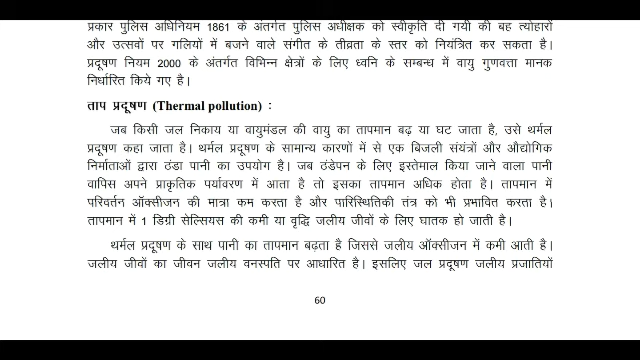 प्रकार पुलिस अधिनियम 1861 के अंतर्गत पुलिस अधीक्षक को स्वीकृति दी गयी की बह त्योहारों
और उत्सवों पर गलियों में बजने वाले संगीत के तीव्रता के स्तर को नियंत्रित कर सकता है।
प्रदूषण नियम 2000 के अंतर्गत विभिन्न क्षेत्रों के लिए ध्वनि के सम्बन्ध में वायु गुणवत्ता मानक
निर्धारित किये गए है।
ताप प्रदूषण (Thermal pollution) :
जब किसी जल निकाय या वायुमंडल की वायु का तापमान बढ़ या घट जाता है, उसे थर्मल
प्रदूषण कहा जाता है। थर्मल प्रदूषण के सामान्य कारणों में से एक बिजली संयंत्रों और औद्योगिक
निर्माताओं द्वारा ठंडा पानी का उपयोग है। जब ठंडेपन के लिए इस्तेमाल किया जाने वाला पानी
वापिस अपने प्राकृतिक पर्यावरण में आता है तो इसका तापमान अधिक होता है। तापमान में
परिवर्तन ऑक्सीजन की मात्रा कम करता है और पारिस्थितिकी तंत्र को भी प्रभावित करता है।
तापमान में 1 डिग्री सेल्सियस की कमी या वृद्धि जलीय जीवों के लिए घातक हो जाती है।
थर्मल प्रदूषण के साथ पानी का तापमान बढ़ता है जिससे जलीय ऑक्सीजन में कमी आती है।
जलीय जीवों का जीवन जलीय वनस्पति पर आधारित है। इसलिए जल प्रदूषण जलीय प्रजातियों
60